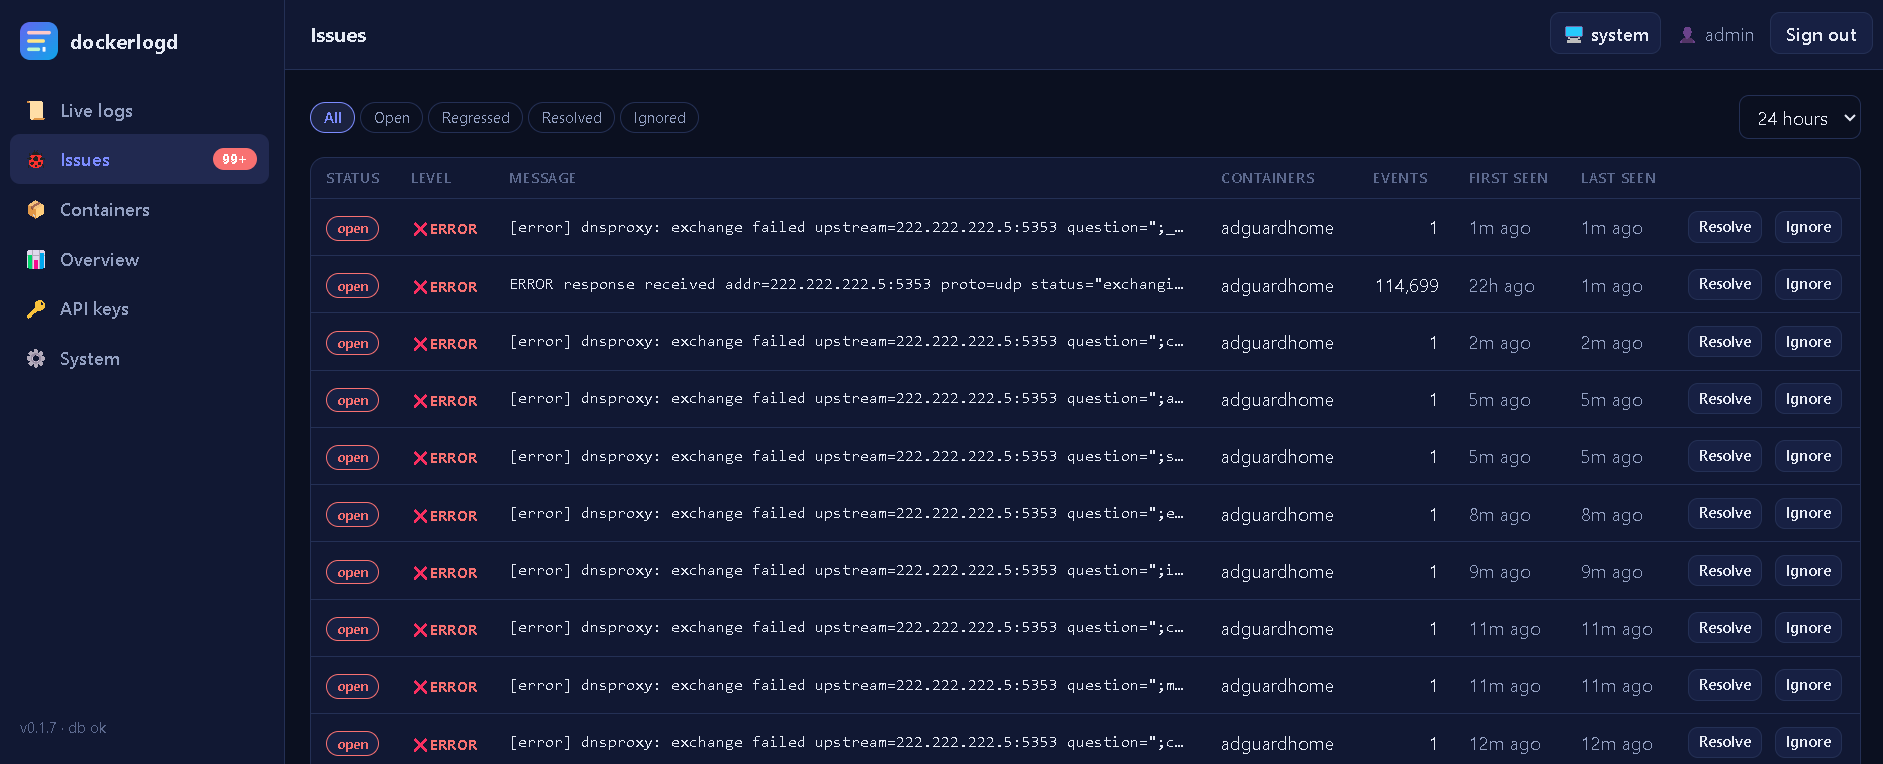 dockerlogd
Live logs
Issues 99+
Containers
Overview
API keys
System
v0.1.7 · db ok
Issues
system admin Sign out
All Open Regressed Resolved Ignored 24 hours
STATUS LEVEL MESSAGE CONTAINERS EVENTS FIRST SEEN LAST SEEN
open ERROR [error] dnsproxy: exchange failed upstream=222.222.222.5:5353 question=";_… adguardhome 1 1m ago 1m ago Resolve Ignore
open ERROR ERROR response received addr=222.222.222.5:5353 proto=udp status="exchangi… adguardhome 114,699 22h ago 1m ago Resolve Ignore
open ERROR [error] dnsproxy: exchange failed upstream=222.222.222.5:5353 question=";c… adguardhome 1 2m ago 2m ago Resolve Ignore
open ERROR [error] dnsproxy: exchange failed upstream=222.222.222.5:5353 question=";a… adguardhome 1 5m ago 5m ago Resolve Ignore
open ERROR [error] dnsproxy: exchange failed upstream=222.222.222.5:5353 question=";s… adguardhome 1 5m ago 5m ago Resolve Ignore
open ERROR [error] dnsproxy: exchange failed upstream=222.222.222.5:5353 question=";e… adguardhome 1 8m ago 8m ago Resolve Ignore
open ERROR [error] dnsproxy: exchange failed upstream=222.222.222.5:5353 question=";i… adguardhome 1 9m ago 9m ago Resolve Ignore
open ERROR [error] dnsproxy: exchange failed upstream=222.222.222.5:5353 question=";c… adguardhome 1 11m ago 11m ago Resolve Ignore
open ERROR [error] dnsproxy: exchange failed upstream=222.222.222.5:5353 question=";m… adguardhome 1 11m ago 11m ago Resolve Ignore
open ERROR [error] dnsproxy: exchange failed upstream=222.222.222.5:5353 question=";c… adguardhome 1 12m ago 12m ago Resolve Ignore